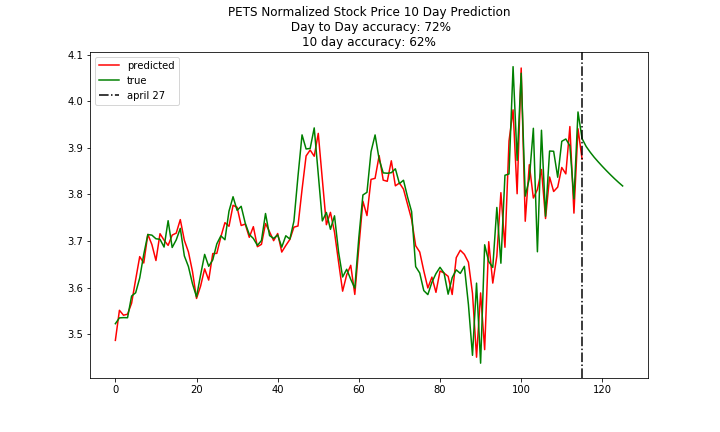 PETS Normalized Stock Price 10 Day Prediction
Day to Day accuracy: 72%
10 day accuracy: 62%
4.1
4.0
3.9
3.8
3.7
3.6
3.5
predicted
true
april 27
0
20
40
60
80
100
120